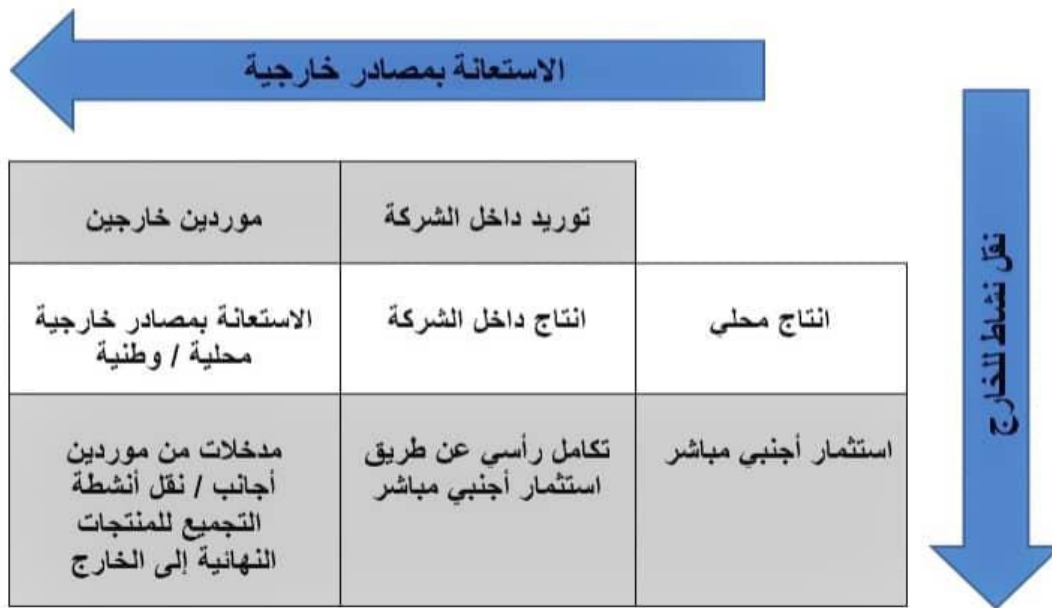 الاستعانة بمصادر خارجية
نقل نشاط للخارج
توريد داخل الشركة
موردين خارجين
انتاج محلي
انتاج داخل الشركة
الاستعانة بمصادر خارجية
محلية / وطنية
استثمار أجنبي مباشر
تكامل رأسي عن طريق
استثمار أجنبي مباشر
مدخلات من موردين
أجانب / نقل أنشطة
التجميع للمنتجات
النهائية إلى الخارج